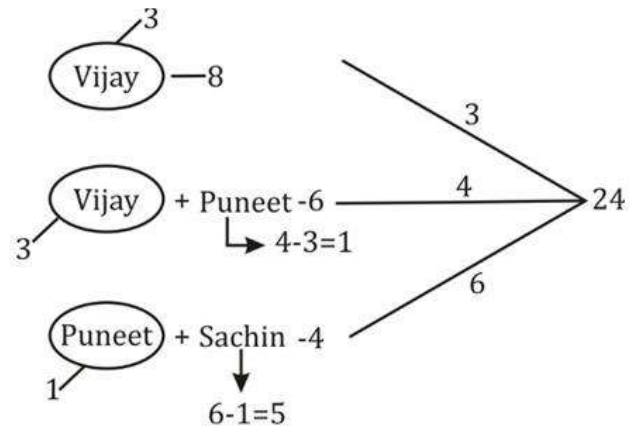 3
Vijay —8
3
Vijay + Puneet -6 4 24
3 4-3=1
6
Puneet + Sachin -4
1
6-1=5